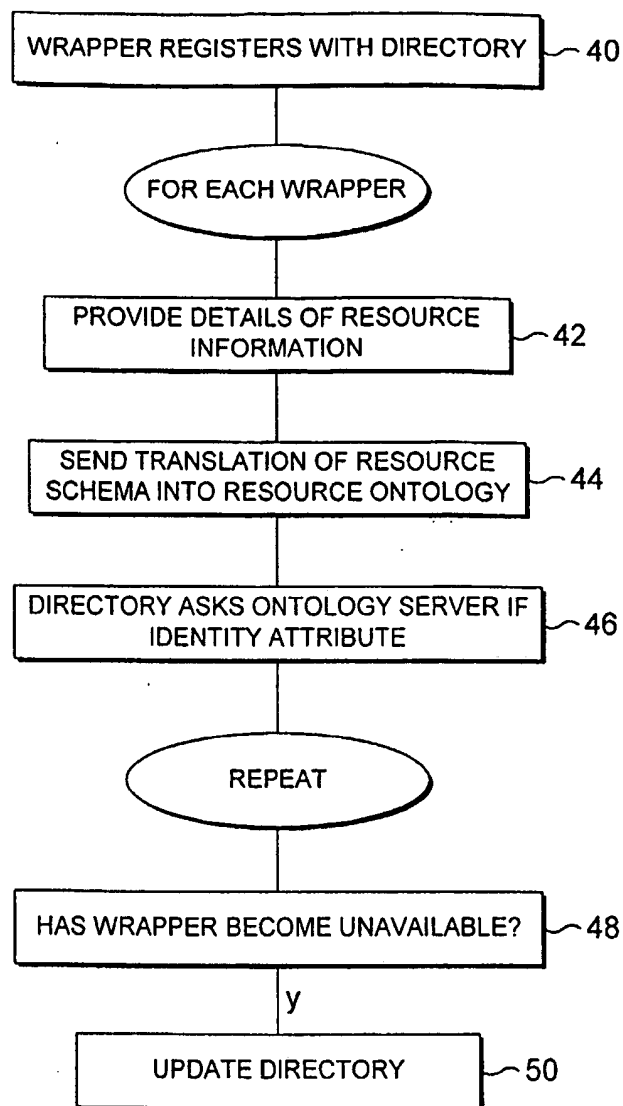 WRAPPER REGISTERS WITH DIRECTORY 40
FOR EACH WRAPPER
PROVIDE DETAILS OF RESOURCE
INFORMATION 42
SEND TRANSLATION OF RESOURCE
SCHEMA INTO RESOURCE ONTOLOGY 44
DIRECTORY ASKS ONTOLOGY SERVER IF
IDENTITY ATTRIBUTE 46
REPEAT
HAS WRAPPER BECOME UNAVAILABLE? 48
y
UPDATE DIRECTORY 50